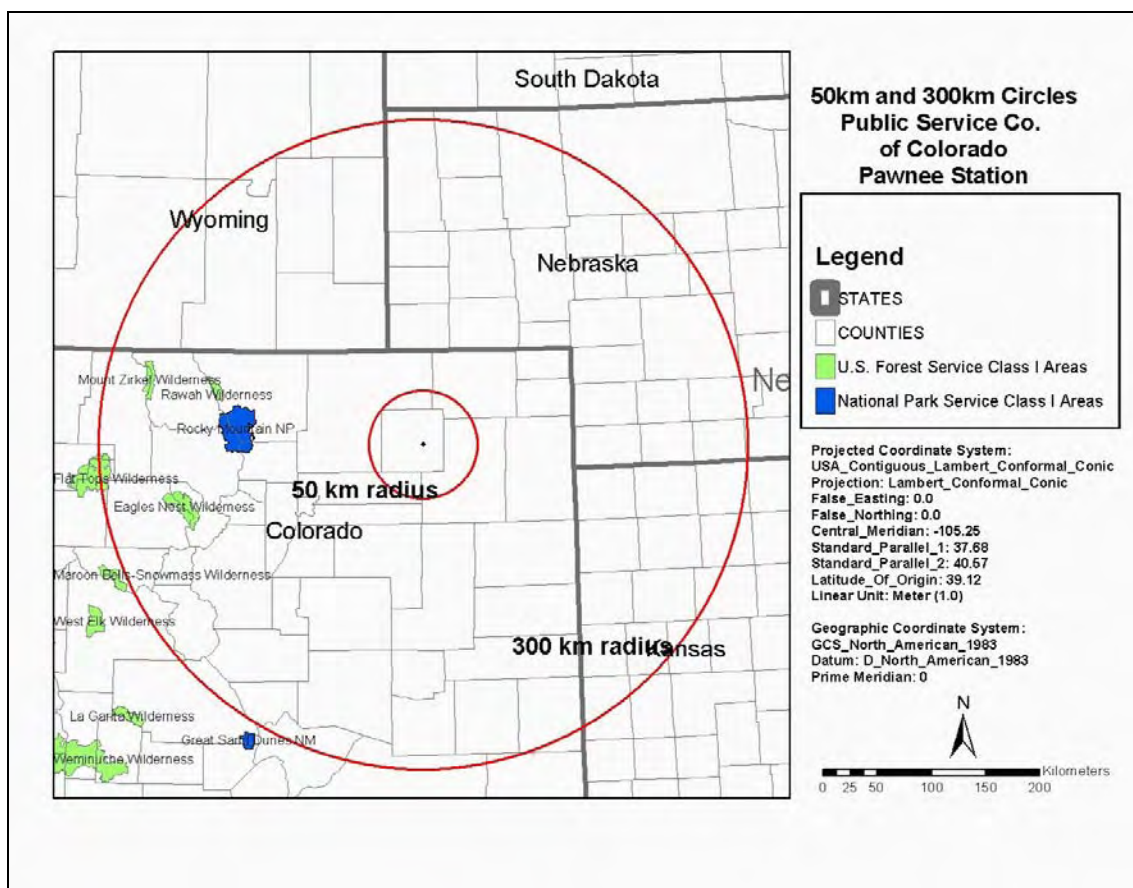 South Dakota
Wyoming
Nebraska
Ne
Mount Zirkel Wilderness
Rawah Wilderness
Rocky Mountain NP
Flat Tops Wilderness
50 km radius
Eagles Nest Wilderness
Colorado
Maroon Bells-Snowmass Wilderness
West Elk Wilderness
300 km radius
Kansas
La Garita Wilderness
Great Sand Dunes NM
Weminuche Wilderness
50km and 300km Circles
Public Service Co.
of Colorado
Pawnee Station
Legend
STATES
COUNTIES
U.S. Forest Service Class I Areas
National Park Service Class I Areas
Projected Coordinate System:
USA_Contiguous_Lambert_Conformal_Conic
Projection: Lambert_Conformal_Conic
False_Easting: 0.0
False_Northing: 0.0
Central_Meridian: -105.25
Standard_Parallel_1: 37.68
Standard_Parallel_2: 40.57
Latitude_Of_Origin: 39.12
Linear Unit: Meter (1.0)
Geographic Coordinate System:
GCS_North_American_1983
Datum: D_North_American_1983
Prime Meridian: 0
N
Kilometers
0 25 50 100 150 200